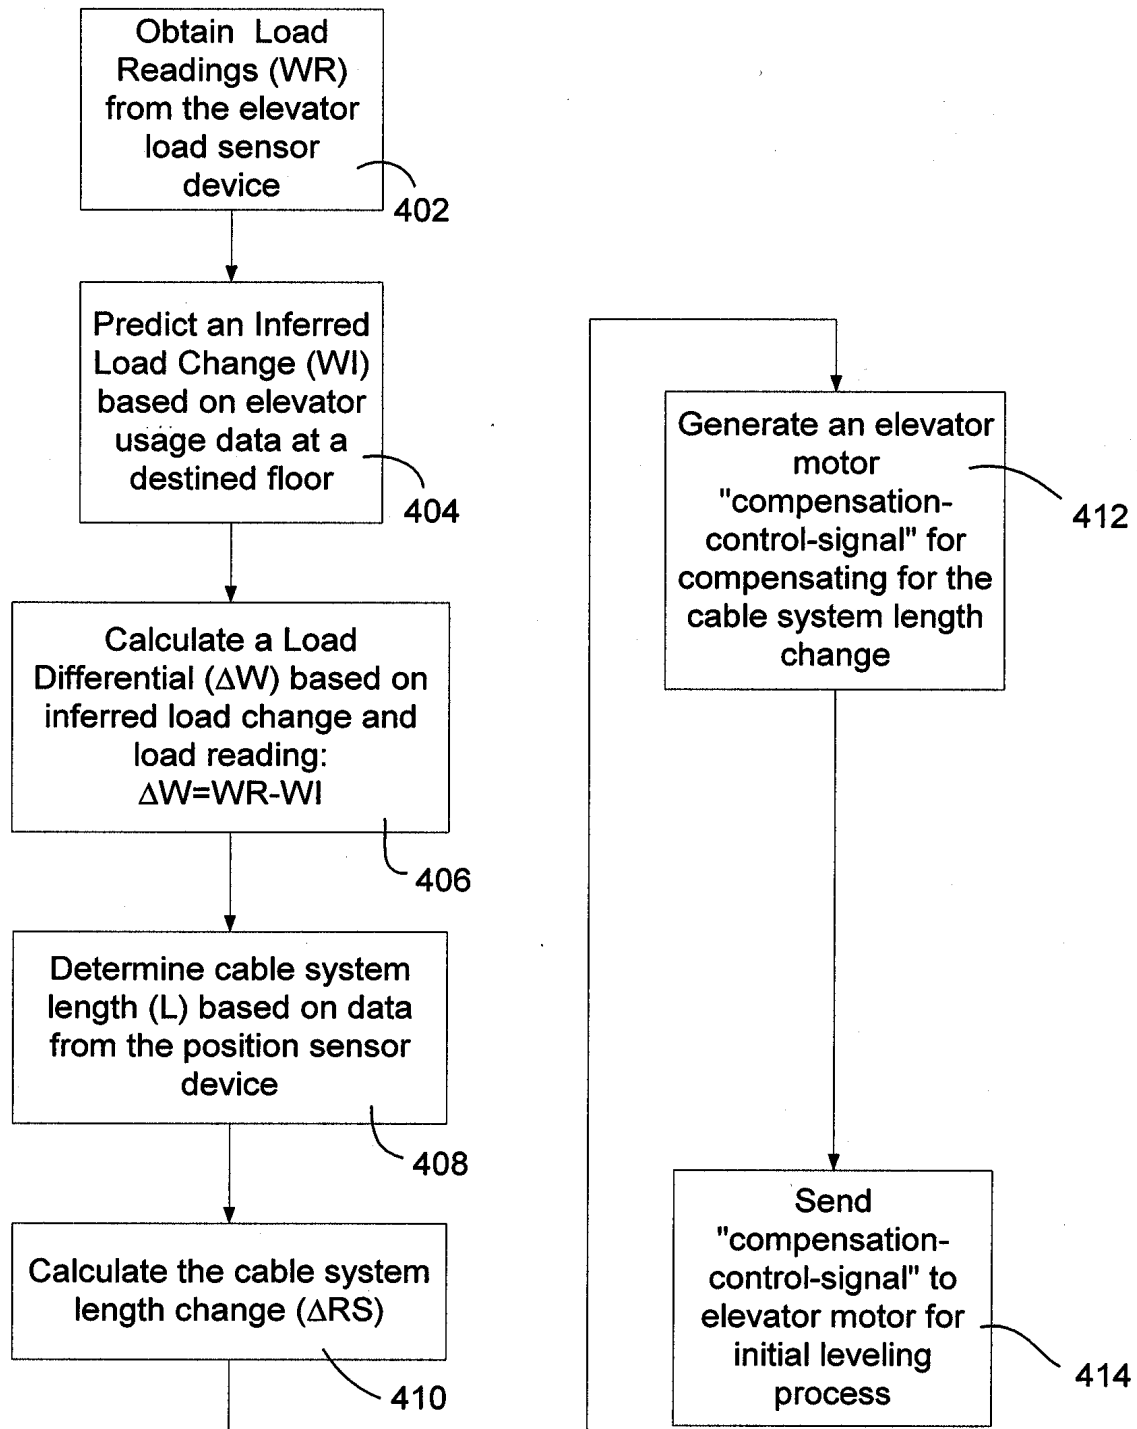 Obtain Load
Readings (WR)
from the elevator
load sensor
device
402
Predict an Inferred
Load Change (WI)
based on elevator
usage data at a
destined floor
404
Calculate a Load
Differential (ΔW) based on
inferred load change and
load reading:
ΔW=WR-WI
406
Determine cable system
length (L) based on data
from the position sensor
device
408
Calculate the cable system
length change (ΔRS)
410
Generate an elevator
motor
"compensation-
control-signal" for
compensating for the
cable system length
change
412
Send
"compensation-
control-signal" to
elevator motor for
initial leveling
process
414